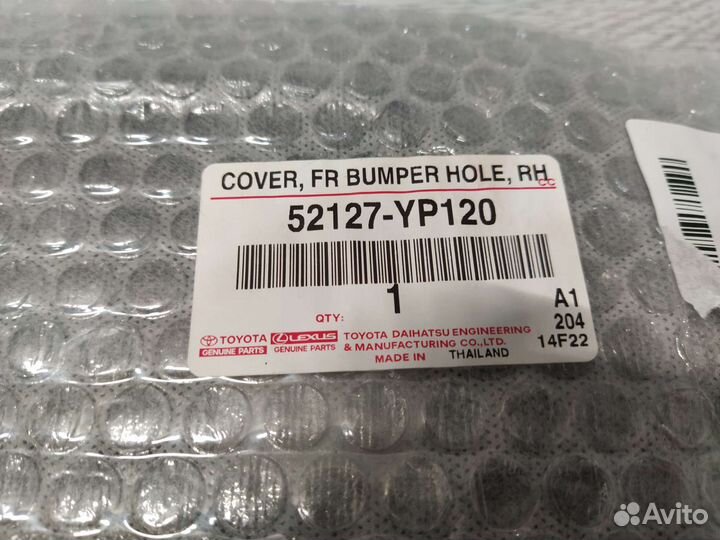 COVER, FR BUMPER HOLE, RH
CC
52127-YP120
QTY:
1
A1
204
14F22
TOYOTA
GENUINE PARTS
LEXUS
GENUINE PARTS
TOYOTA DAIHATSU ENGINEERING
& MANUFACTURING CO.,LTD.
MADE IN THAILAND
Avito